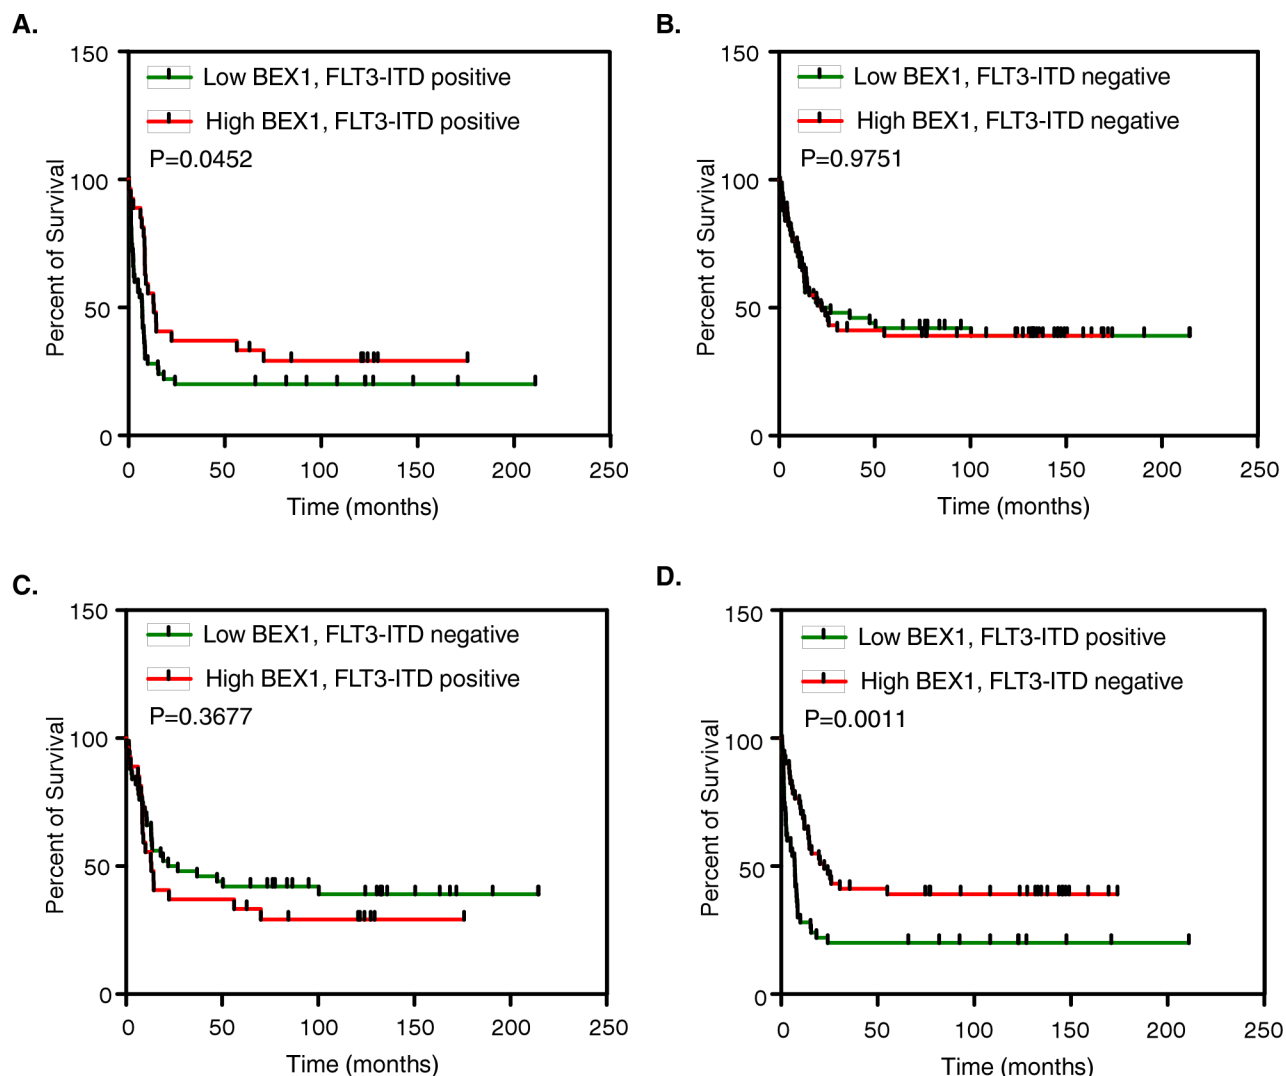 A.
150
100
50
0
Percent of Survival
Low BEX1, FLT3-ITD positive
High BEX1, FLT3-ITD positive
P=0.0452
0 50 100 150 200 250
Time (months)
B.
150
100
50
0
Percent of Survival
Low BEX1, FLT3-ITD negative
High BEX1, FLT3-ITD negative
P=0.9751
0 50 100 150 200 250
Time (months)
C.
150
100
50
0
Percent of Survival
Low BEX1, FLT3-ITD negative
High BEX1, FLT3-ITD positive
P=0.3677
0 50 100 150 200 250
Time (months)
D.
150
100
50
0
Percent of Survival
Low BEX1, FLT3-ITD positive
High BEX1, FLT3-ITD negative
P=0.0011
0 50 100 150 200 250
Time (months)